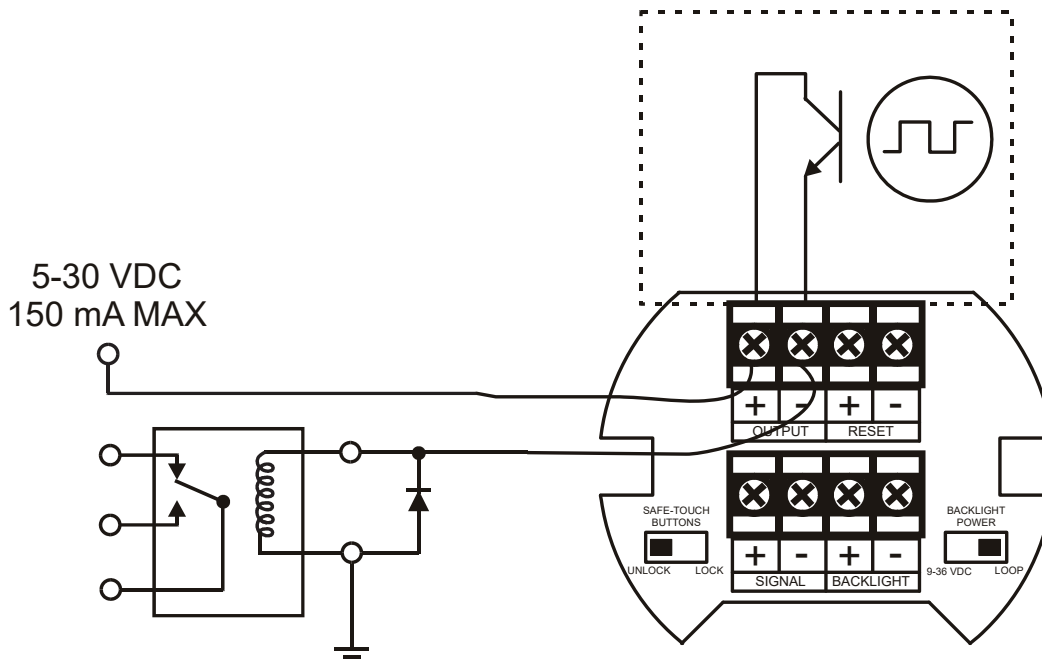 5-30 VDC
150 mA MAX
+ - + -
OUTPUT RESET
SAFE-TOUCH
BUTTONS
UNLOCK LOCK
+ - + -
SIGNAL BACKLIGHT
BACKLIGHT
POWER
9-36 VDC LOOP